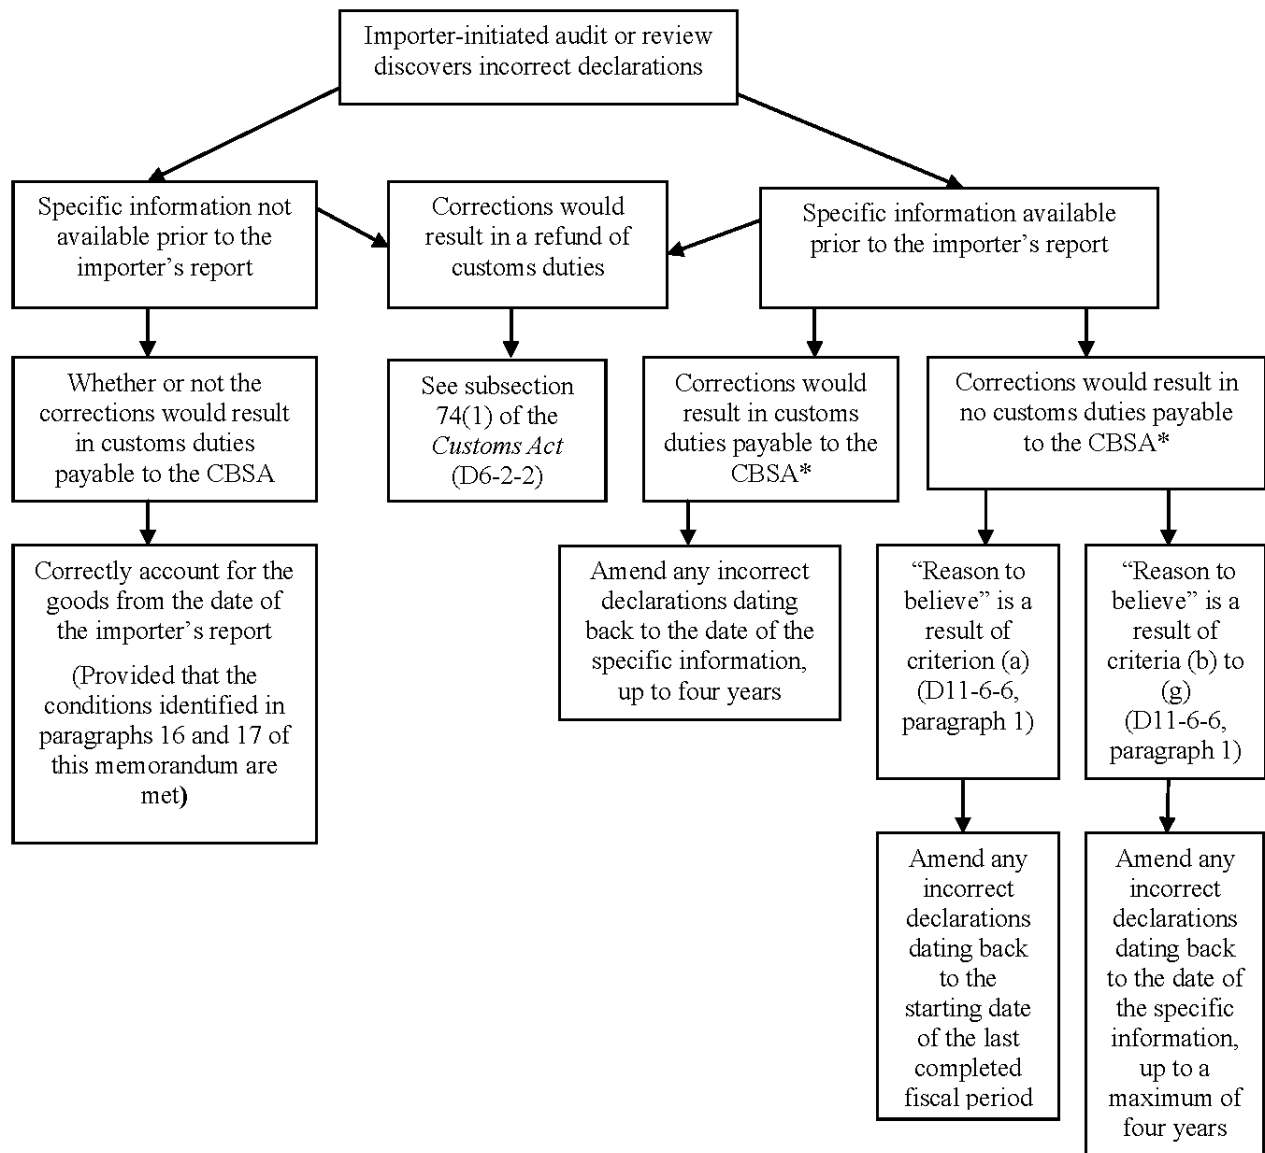 Importer-initiated audit or review
discovers incorrect declarations
Specific information not
available prior to the
importer’s report
Corrections would
result in a refund of
customs duties
Specific information available
prior to the importer’s report
Whether or not the
corrections would result
in customs duties
payable to the CBSA
See subsection
74(1) of the
Customs Act
(D6-2-2)
Corrections would
result in customs
duties payable to the
CBSA*
Corrections would result in
no customs duties payable
to the CBSA*
Correctly account for the
goods from the date of
the importer’s report
(Provided that the
conditions identified in
paragraphs 16 and 17 of
this memorandum are
met)
Amend any incorrect
declarations dating
back to the date of the
specific information,
up to four years
“Reason to
believe” is a
result of
criterion (a)
(D11-6-6,
paragraph 1)
“Reason to
believe” is a
result of
criteria (b) to
(g)
(D11-6-6,
paragraph 1)
Amend any
incorrect
declarations
dating back
to the
starting date
of the last
completed
fiscal period
Amend any
incorrect
declarations
dating back
to the date of
the specific
information,
up to a
maximum of
four years